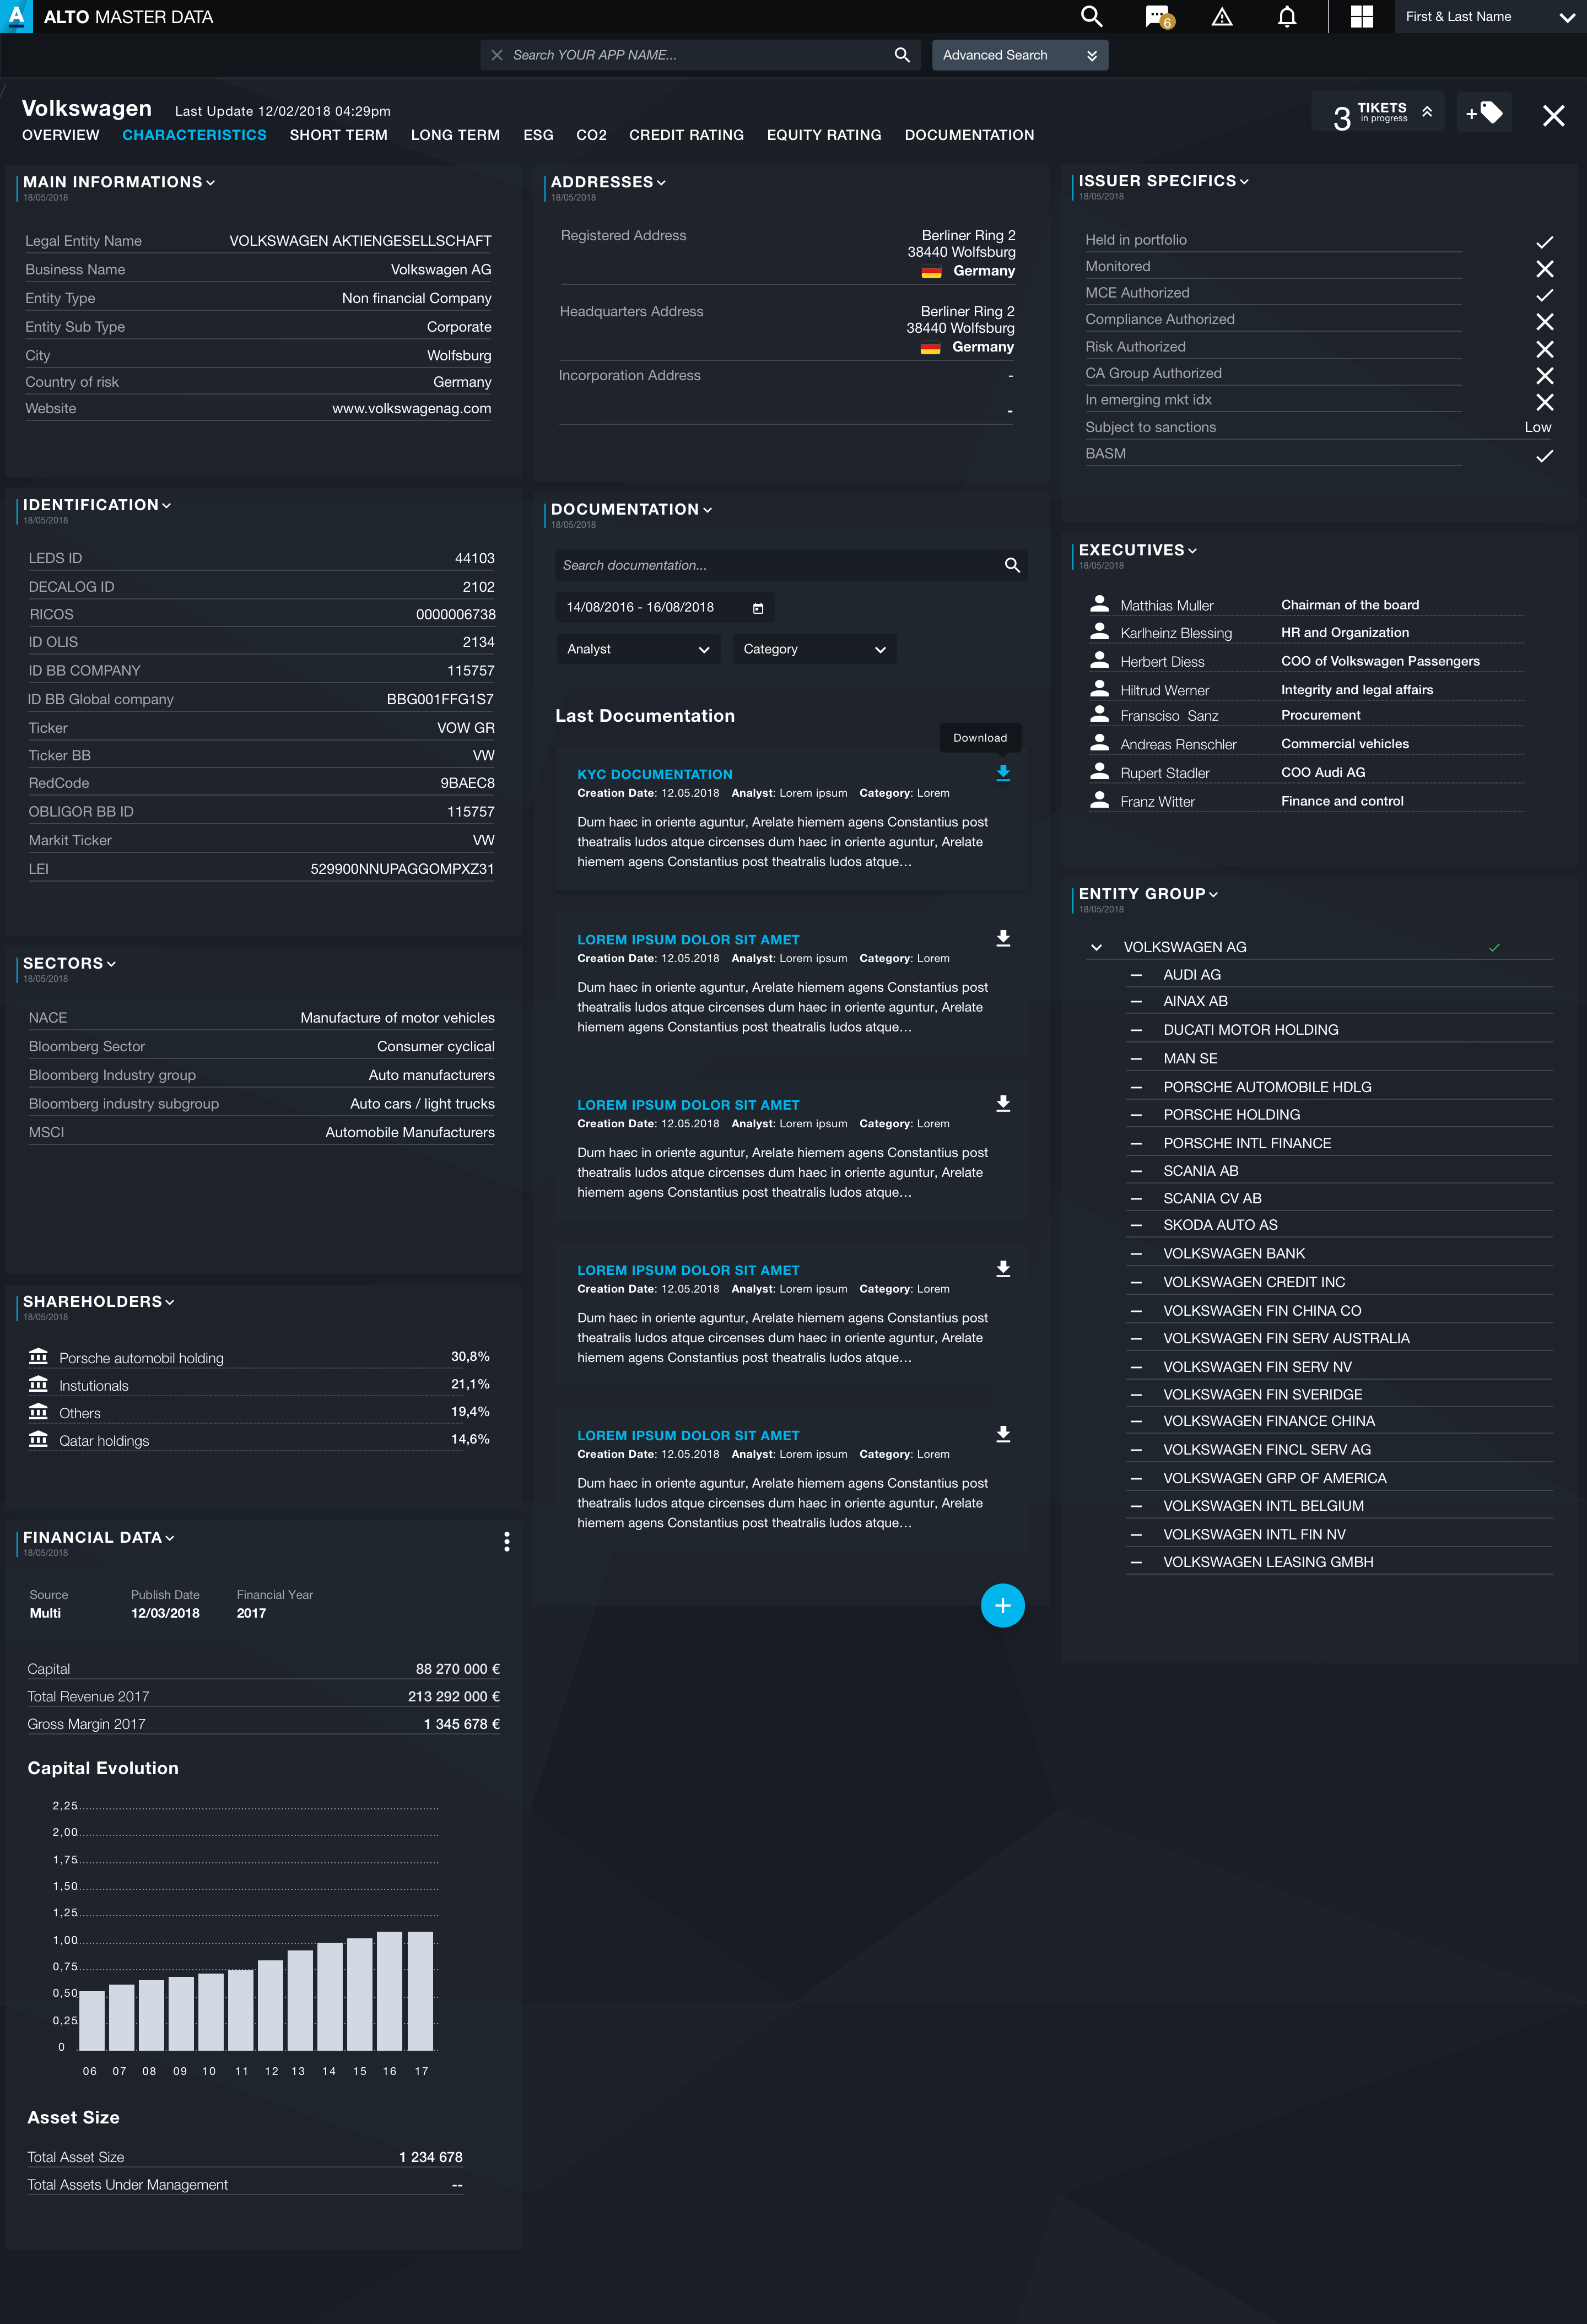 A ALTO MASTER DATA
6
First & Last Name
Search YOUR APP NAME...
Advanced Search
Volkswagen Last Update 12/02/2018 04:29pm
3 TIKETS
in progress
+
OVERVIEW CHARACTERISTICS SHORT TERM LONG TERM ESG CO2 CREDIT RATING EQUITY RATING DOCUMENTATION
MAIN INFORMATIONS
18/05/2018
Legal Entity Name VOLKSWAGEN AKTIENGESELLSCHAFT
Business Name Volkswagen AG
Entity Type Non financial Company
Entity Sub Type Corporate
City Wolfsburg
Country of risk Germany
Website www.volkswagenag.com
IDENTIFICATION
18/05/2018
LEDS ID 44103
DECALOG ID 2102
RICOS 0000006738
ID OLIS 2134
ID BB COMPANY 115757
ID BB Global company BBG001FFG1S7
Ticker VOW GR
Ticker BB VW
RedCode 9BAEC8
OBLIGOR BB ID 115757
Markit Ticker VW
LEI 529900NNUPAGGOMPXZ31
SECTORS
18/05/2018
NACE Manufacture of motor vehicles
Bloomberg Sector Consumer cyclical
Bloomberg Industry group Auto manufacturers
Bloomberg industry subgroup Auto cars / light trucks
MSCI Automobile Manufacturers
SHAREHOLDERS
18/05/2018
Porsche automobil holding 30,8%
Instutionals 21,1%
Others 19,4%
Qatar holdings 14,6%
FINANCIAL DATA
18/05/2018
Source Publish Date Financial Year
Multi 12/03/2018 2017
Capital 88 270 000 €
Total Revenue 2017 213 292 000 €
Gross Margin 2017 1 345 678 €
Capital Evolution
2,25
2,00
1,75
1,50
1,25
1,00
0,75
0,50
0,25
0
06 07 08 09 10 11 12 13 14 15 16 17
Asset Size
Total Asset Size 1 234 678
Total Assets Under Management --
ADDRESSES
18/05/2018
Registered Address Berliner Ring 2
38440 Wolfsburg
Germany
Headquarters Address Berliner Ring 2
38440 Wolfsburg
Germany
Incorporation Address -
-
DOCUMENTATION
18/05/2018
Search documentation...
14/08/2016 - 16/08/2018
Analyst Category
Last Documentation
Download
KYC DOCUMENTATION
Creation Date: 12.05.2018 Analyst: Lorem ipsum Category: Lorem
Dum haec in oriente aguntur, Arelate hiemem agens Constantius post
theatralis ludos atque circenses dum haec in oriente aguntur, Arelate
hiemem agens Constantius post theatralis ludos atque...
LOREM IPSUM DOLOR SIT AMET
Creation Date: 12.05.2018 Analyst: Lorem ipsum Category: Lorem
Dum haec in oriente aguntur, Arelate hiemem agens Constantius post
theatralis ludos atque circenses dum haec in oriente aguntur, Arelate
hiemem agens Constantius post theatralis ludos atque...
LOREM IPSUM DOLOR SIT AMET
Creation Date: 12.05.2018 Analyst: Lorem ipsum Category: Lorem
Dum haec in oriente aguntur, Arelate hiemem agens Constantius post
theatralis ludos atque circenses dum haec in oriente aguntur, Arelate
hiemem agens Constantius post theatralis ludos atque...
LOREM IPSUM DOLOR SIT AMET
Creation Date: 12.05.2018 Analyst: Lorem ipsum Category: Lorem
Dum haec in oriente aguntur, Arelate hiemem agens Constantius post
theatralis ludos atque circenses dum haec in oriente aguntur, Arelate
hiemem agens Constantius post theatralis ludos atque...
LOREM IPSUM DOLOR SIT AMET
Creation Date: 12.05.2018 Analyst: Lorem ipsum Category: Lorem
Dum haec in oriente aguntur, Arelate hiemem agens Constantius post
theatralis ludos atque circenses dum haec in oriente aguntur, Arelate
hiemem agens Constantius post theatralis ludos atque...
+
ISSUER SPECIFICS
18/05/2018
Held in portfolio
Monitored
MCE Authorized
Compliance Authorized
Risk Authorized
CA Group Authorized
In emerging mkt idx
Subject to sanctions Low
BASM
EXECUTIVES
18/05/2018
Matthias Muller Chairman of the board
Karlheinz Blessing HR and Organization
Herbert Diess COO of Volkswagen Passengers
Hiltrud Werner Integrity and legal affairs
Fransciso Sanz Procurement
Andreas Renschler Commercial vehicles
Rupert Stadler COO Audi AG
Franz Witter Finance and control
ENTITY GROUP
18/05/2018
VOLKSWAGEN AG
AUDI AG
AINAX AB
DUCATI MOTOR HOLDING
MAN SE
PORSCHE AUTOMOBILE HDLG
PORSCHE HOLDING
PORSCHE INTL FINANCE
SCANIA AB
SCANIA CV AB
SKODA AUTO AS
VOLKSWAGEN BANK
VOLKSWAGEN CREDIT INC
VOLKSWAGEN FIN CHINA CO
VOLKSWAGEN FIN SERV AUSTRALIA
VOLKSWAGEN FIN SERV NV
VOLKSWAGEN FIN SVERIDGE
VOLKSWAGEN FINANCE CHINA
VOLKSWAGEN FINCL SERV AG
VOLKSWAGEN GRP OF AMERICA
VOLKSWAGEN INTL BELGIUM
VOLKSWAGEN INTL FIN NV
VOLKSWAGEN LEASING GMBH